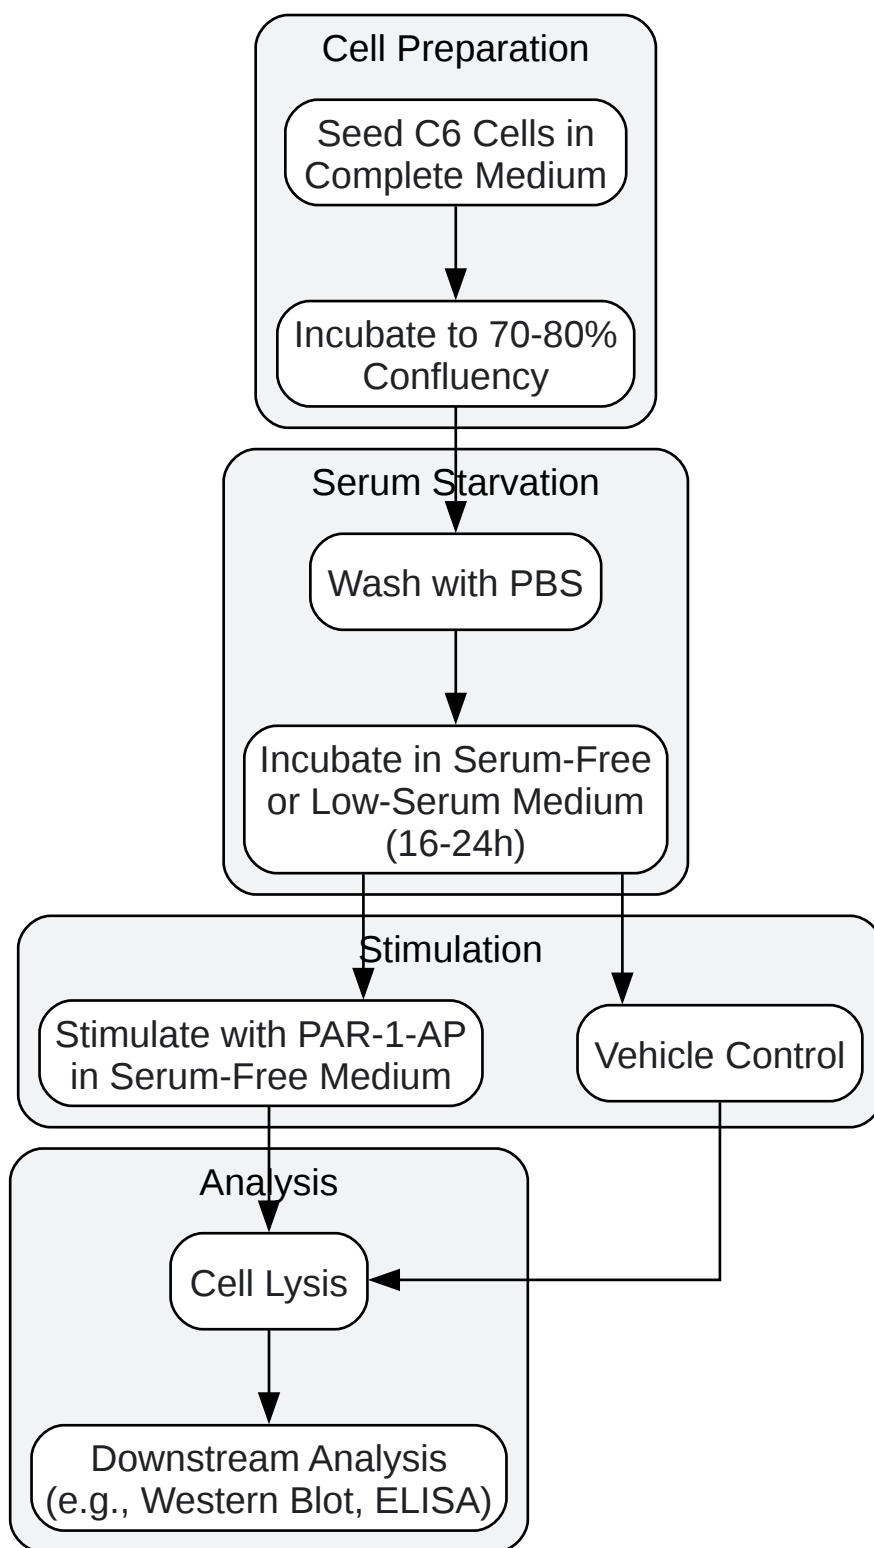 Cell Preparation
Seed C6 Cells in
Complete Medium
Incubate to 70-80%
Confluency
Serum Starvation
Wash with PBS
Incubate in Serum-Free
or Low-Serum Medium
(16-24h)
Stimulation
Stimulate with PAR-1-AP
in Serum-Free Medium
Vehicle Control
Analysis
Cell Lysis
Downstream Analysis
(e.g., Western Blot, ELISA)